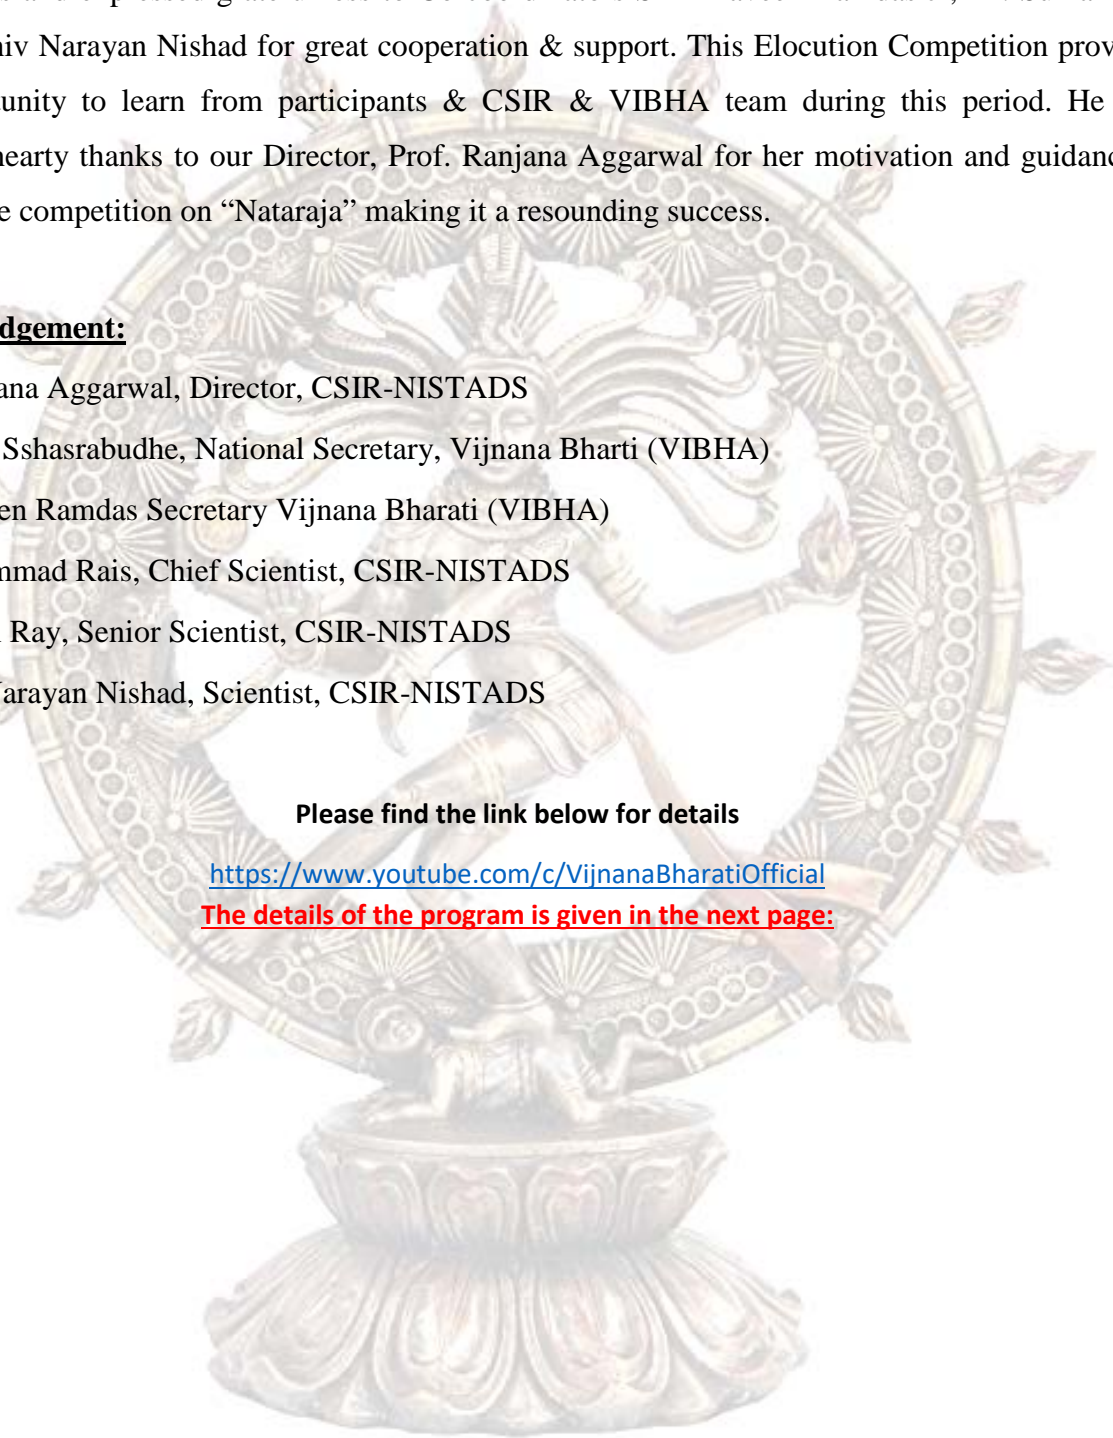 iv Narayan Nishad for great cooperation & support. This Elocution Competition prov
unity to learn from participants & CSIR & VIBHA team during this period. He
hearty thanks to our Director, Prof. Ranjana Aggarwal for her motivation and guidanc
e competition on “Nataraja” making it a resounding success.
dgement:
ana Aggarwal, Director, CSIR-NISTADS
Sshasrabudhe, National Secretary, Vijnana Bharti (VIBHA)
en Ramdas Secretary Vijnana Bharati (VIBHA)
mmad Rais, Chief Scientist, CSIR-NISTADS
Ray, Senior Scientist, CSIR-NISTADS
Narayan Nishad, Scientist, CSIR-NISTADS
Please find the link below for details
https://www.youtube.com/c/VijnanaBharatiOfficial
The details of the program is given in the next page: